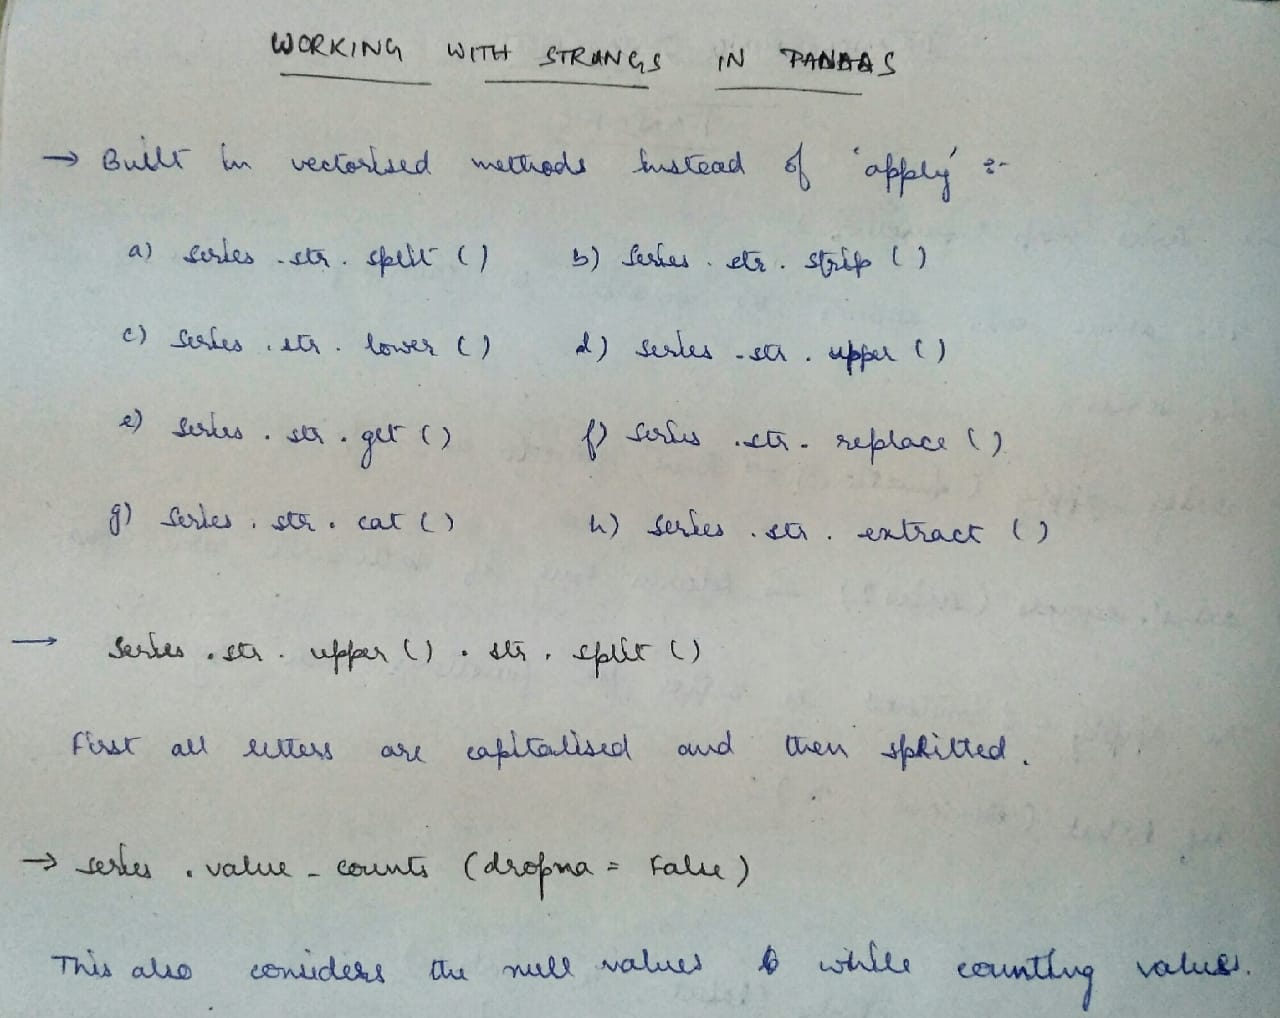 WORKING WITH STRINGS IN PANDAS
→ Built in vectorised methods instead of 'apply' :-
a) series.str.split() b) series.str.strip()
c) series.str.lower() d) series.str.upper()
e) series.str.get() f) series.str.replace()
g) series.str.cat() h) series.str.extract()
→ series.str.upper().str.split()
First all letters are capitalised and then splitted.
→ series.value_counts (dropna = False)
This also considers the null values while counting values.